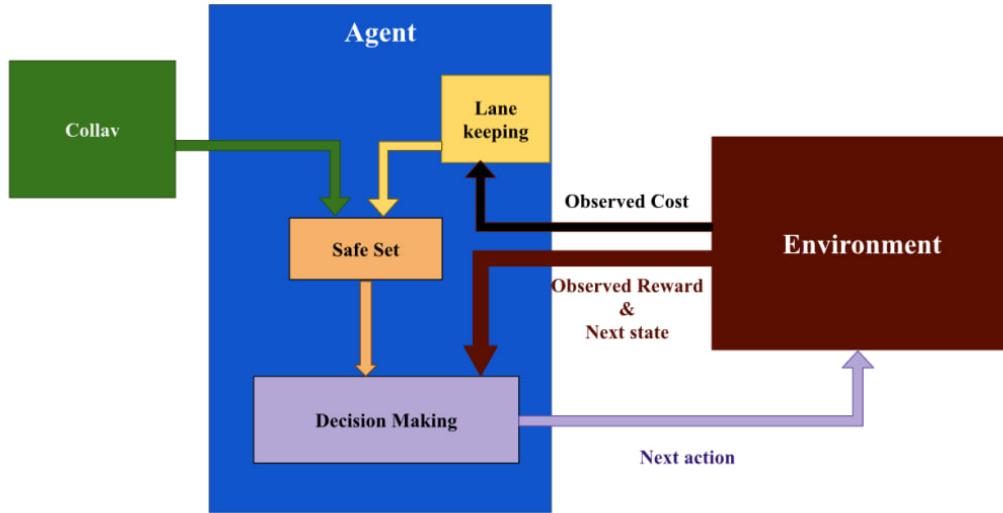 Agent
Collav
Lane
keeping
Observed Cost
Safe Set
Environment
Observed Reward
&
Next state
Decision Making
Next action